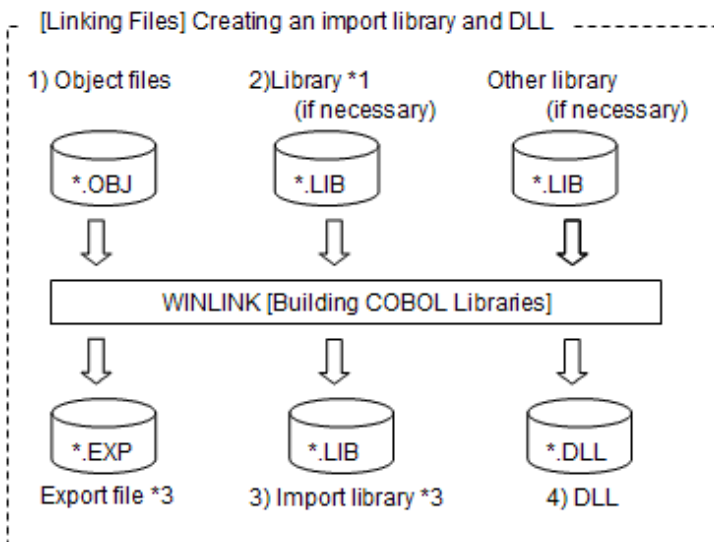 [Linking Files] Creating an import library and DLL
1) Object files
2)Library *1
(if necessary)
Other library
(if necessary)
*.OBJ
*.LIB
*.LIB
WINLINK [Building COBOL Libraries]
*.EXP
*.LIB
*.DLL
Export file *3
3) Import library *3
4) DLL